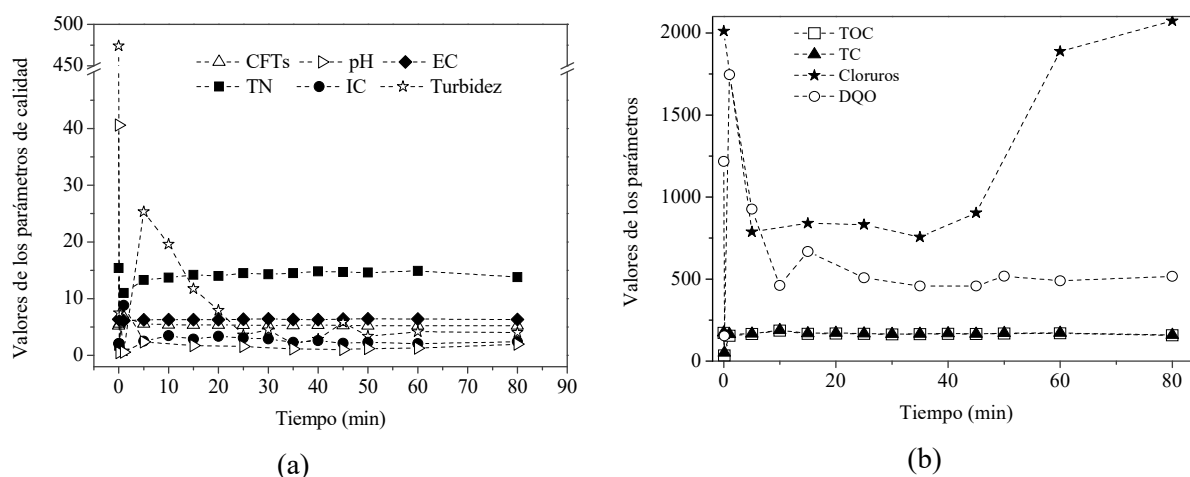 500
450
40
30
20
10
0
CFTs pH EC
TN IC Turbidez
Valores de los parámetros de calidad
0 10 20 30 40 50 60 70 80 90
Tiempo (min)
(a)
2000
1500
1000
500
0
TOC
TC
Cloruros
DQO
Valores de los parámetros
0 20 40 60 80
Tiempo (min)
(b)